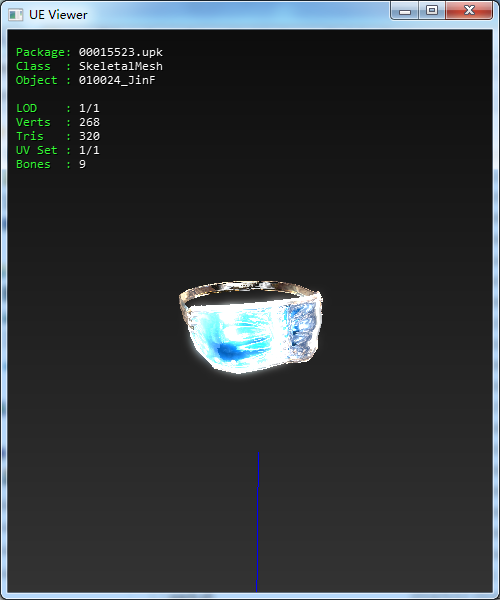 UE Viewer
Package: 00015523.upk
Class : SkeletalMesh
Object : 010024_JinF
LOD : 1/1
Verts : 268
Tris : 320
UV Set : 1/1
Bones : 9